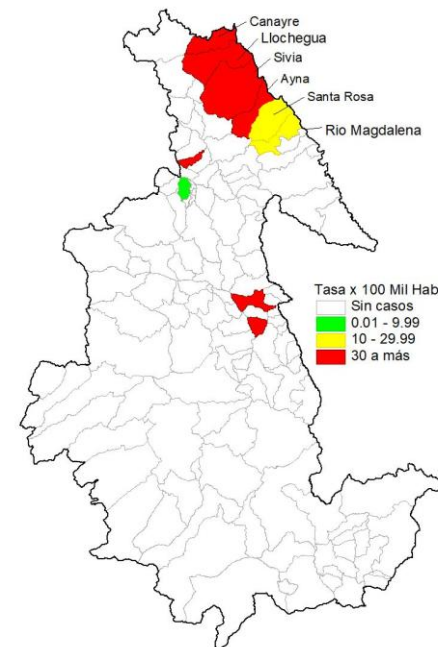 Canayre
Llochegua
Sivia
Ayna
Santa Rosa
Rio Magdalena
Tasa x 100 Mil Hab
Sin casos
0.01 - 9.99
10 - 29.99
30 a más